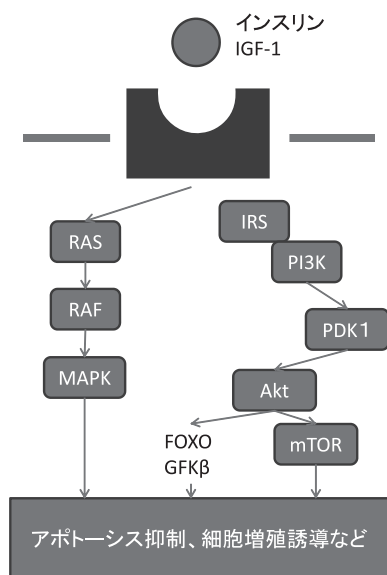 インスリン
IGF-1
RAS
RAF
MAPK
IRS
PI3K
PDK1
Akt
FOXO
GFKβ
mTOR
アポトーシス抑制、細胞増殖誘導など